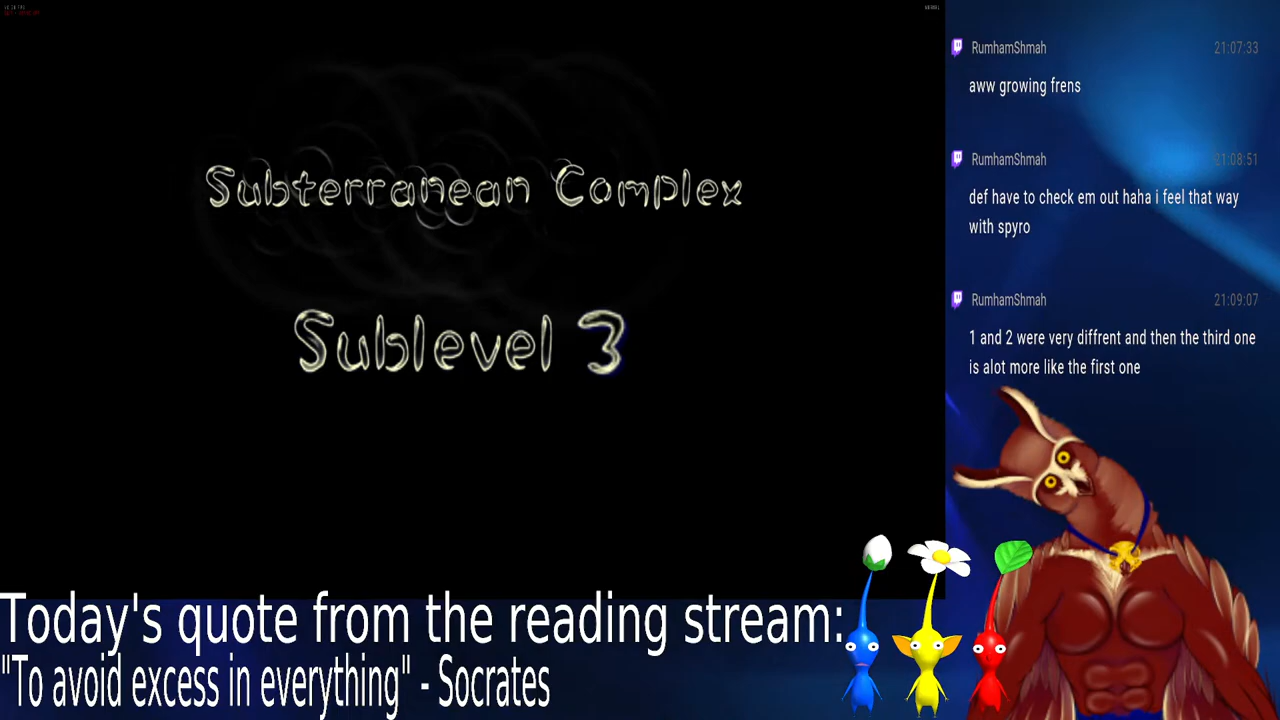 Subterranean Complex
Sublevel 3
RumhamShmah 21:07:33
aww growing frens
RumhamShmah 21:08:51
def have to check em out haha i feel that way
with spyro
RumhamShmah 21:09:07
1 and 2 were very diffrent and then the third one
is alot more like the first one
Today's quote from the reading stream:
"To avoid excess in everything" - Socrates